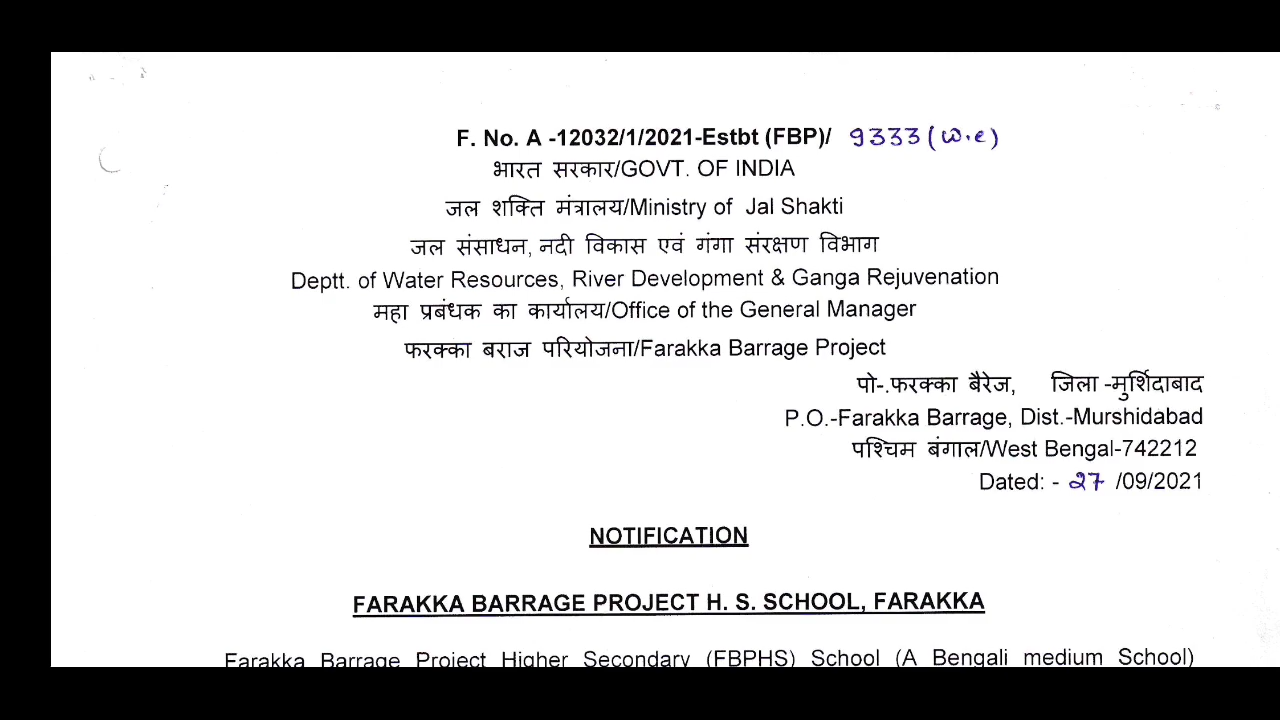 F. No. A -12032/1/2021-Estbt (FBP)/ 9333(w.e)
भारत सरकार/GOVT. OF INDIA
जल शक्ति मंत्रालय/Ministry of Jal Shakti
जल संसाधन, नदी विकास एवं गंगा संरक्षण विभाग
Deptt. of Water Resources, River Development & Ganga Rejuvenation
महा प्रबंधक का कार्यालय/Office of the General Manager
फरक्का बराज परियोजना/Farakka Barrage Project
पो-.फरक्का बैरेज, जिला -मुर्शिदाबाद
P.O.-Farakka Barrage, Dist.-Murshidabad
पश्चिम बंगाल/West Bengal-742212
Dated: - 27 /09/2021
NOTIFICATION
FARAKKA BARRAGE PROJECT H. S. SCHOOL, FARAKKA
Farakka Barrage Project Higher Secondary (FBPHS) School (A Bengali medium School)